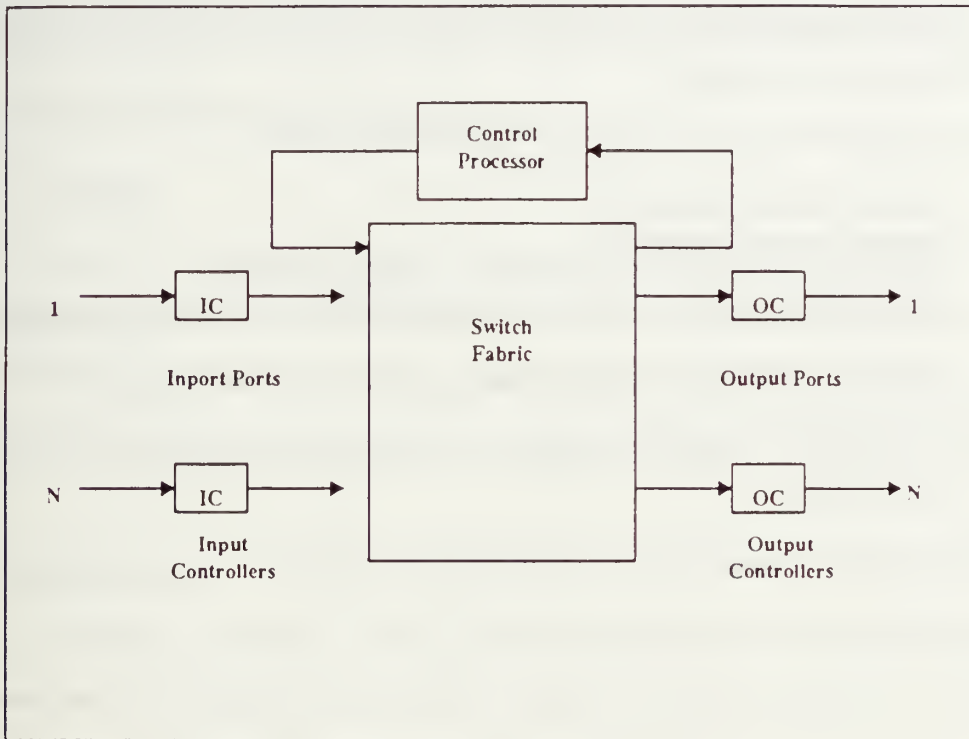 Control
Processor
1
IC
Switch
Fabric
OC
1
Inport Ports
Output Ports
N
IC
OC
N
Input
Controllers
Output
Controllers